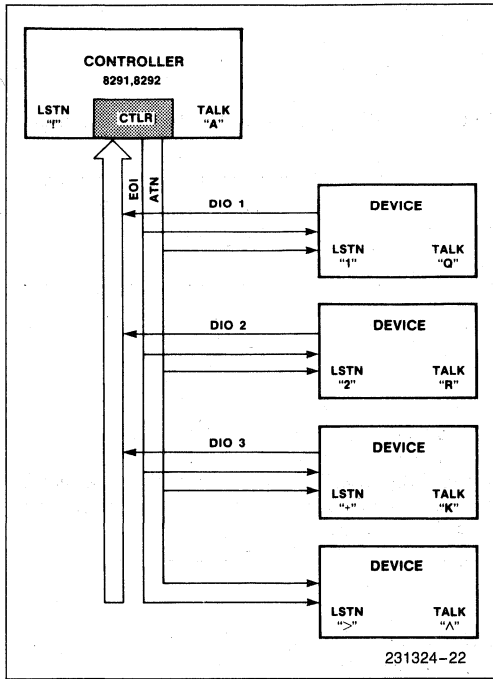 CONTROLLER
8291,8292
LSTN
"!"
CTLR
TALK
"A"
EOI
ATN
DIO 1
DEVICE
LSTN
"1"
TALK
"Q"
DIO 2
DEVICE
LSTN
"2"
TALK
"R"
DIO 3
DEVICE
LSTN
"+"
TALK
"K"
DEVICE
LSTN
">"
TALK
"^"
231324-22